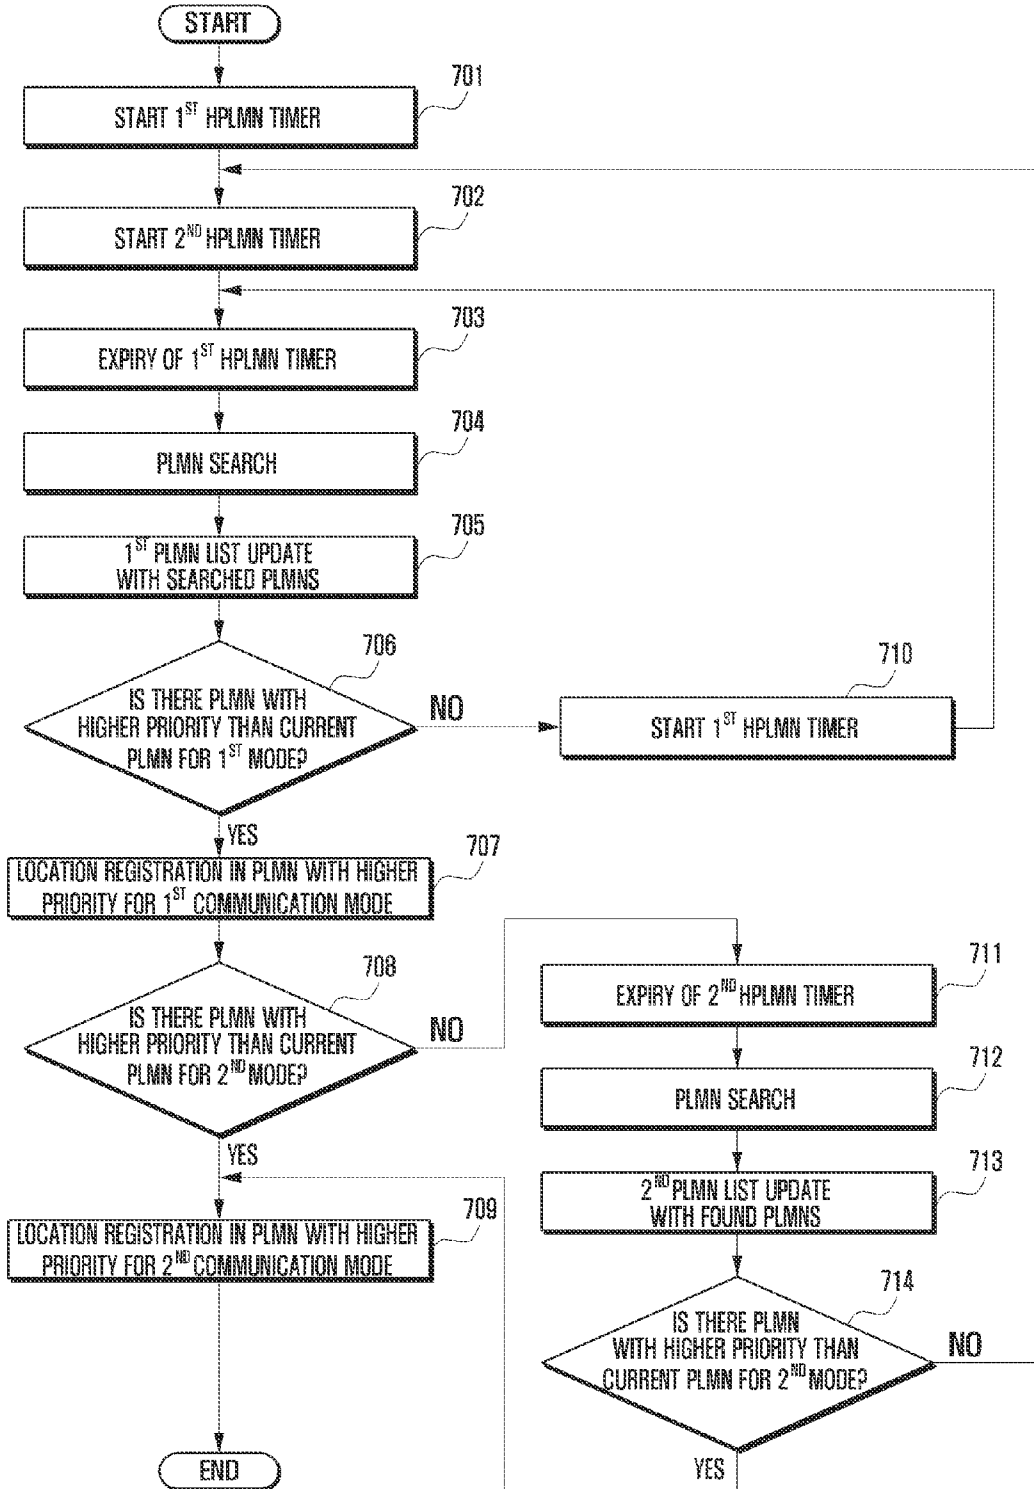 START
701
START 1ST HPLMN TIMER
702
START 2ND HPLMN TIMER
703
EXPIRY OF 1ST HPLMN TIMER
704
PLMN SEARCH
705
1ST PLMN LIST UPDATE
WITH SEARCHED PLMNS
706
IS THERE PLMN WITH
HIGHER PRIORITY THAN CURRENT
PLMN FOR 1ST MODE?
NO
710
START 1ST HPLMN TIMER
YES
707
LOCATION REGISTRATION IN PLMN WITH HIGHER
PRIORITY FOR 1ST COMMUNICATION MODE
708
IS THERE PLMN WITH
HIGHER PRIORITY THAN CURRENT
PLMN FOR 2ND MODE?
NO
711
EXPIRY OF 2ND HPLMN TIMER
712
PLMN SEARCH
YES
713
2ND PLMN LIST UPDATE
WITH FOUND PLMNS
709
LOCATION REGISTRATION IN PLMN WITH HIGHER
PRIORITY FOR 2ND COMMUNICATION MODE
714
IS THERE PLMN
WITH HIGHER PRIORITY THAN
CURRENT PLMN FOR 2ND MODE?
NO
YES
END